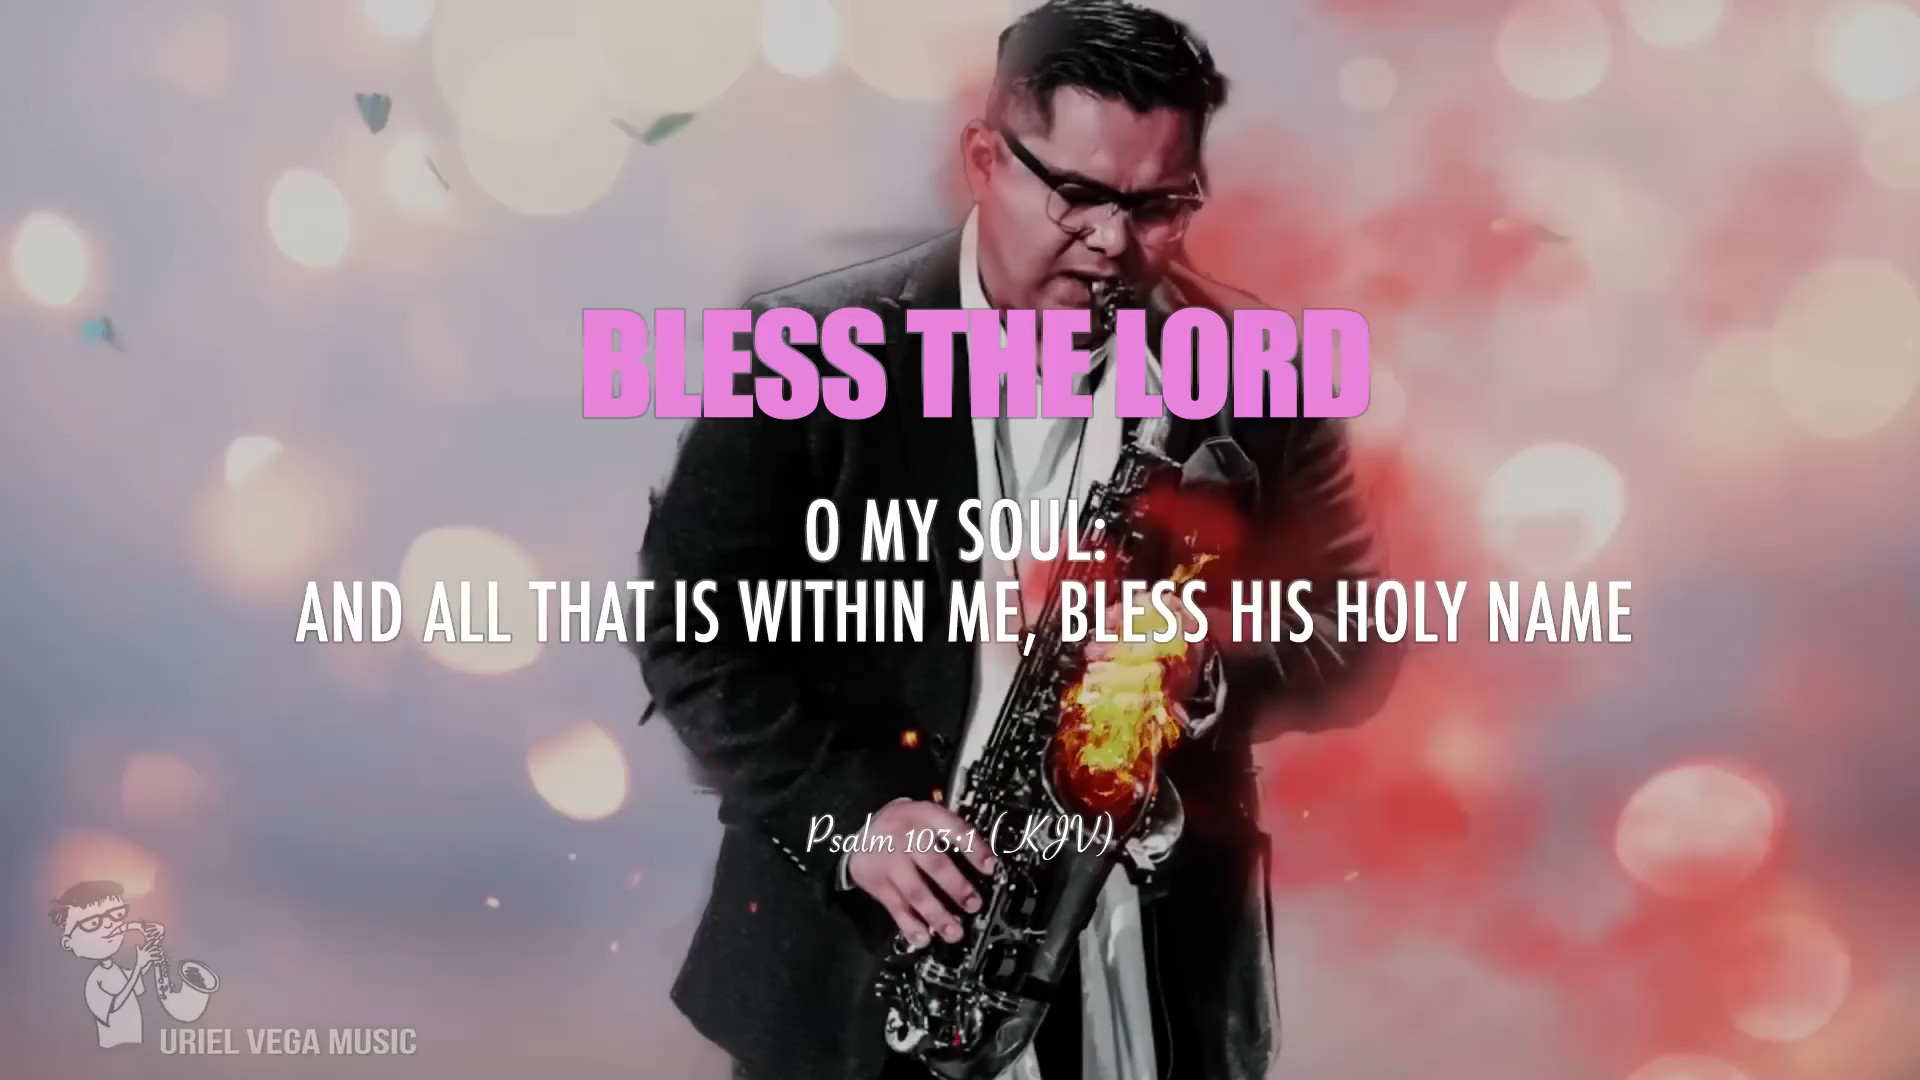 BLESS THE LORD
O MY SOUL:
AND ALL THAT IS WITHIN ME, BLESS HIS HOLY NAME
Psalm 103:1 (KJV)
URIEL VEGA MUSIC